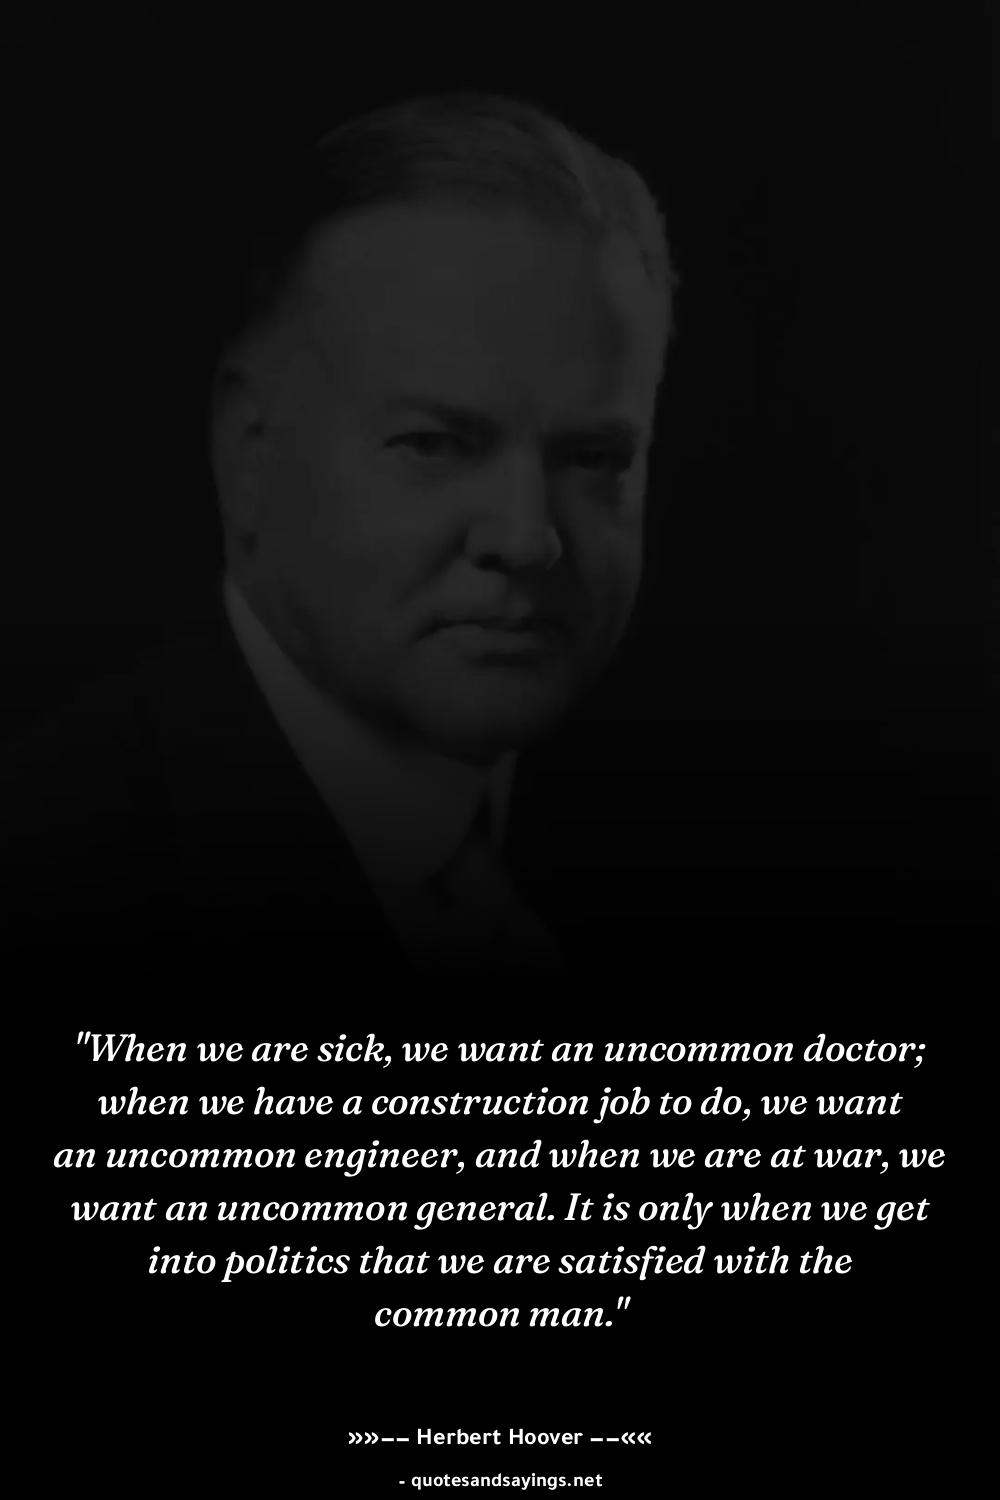 "When we are sick, we want an uncommon doctor;
when we have a construction job to do, we want
an uncommon engineer, and when we are at war, we
want an uncommon general. It is only when we get
into politics that we are satisfied with the
common man."
»»–– Herbert Hoover ––««
- quotesandsayings.net